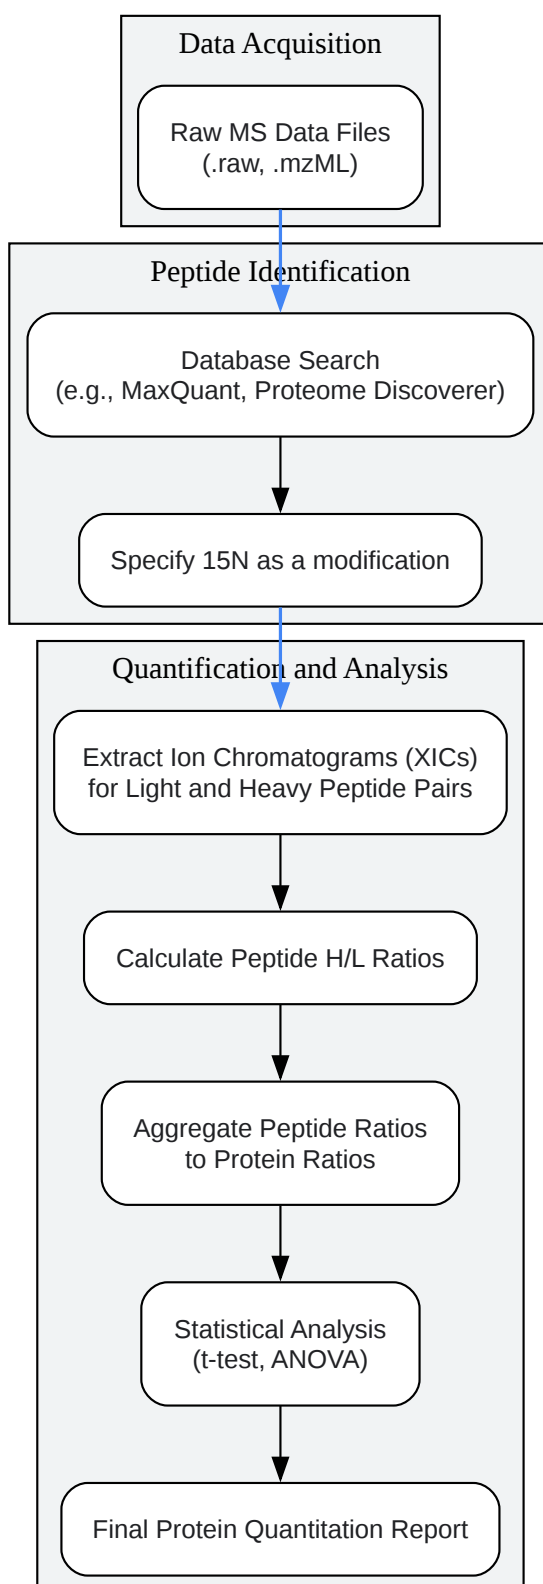 Data Acquisition
Raw MS Data Files
(.raw, .mzML)
Peptide Identification
Database Search
(e.g., MaxQuant, Proteome Discoverer)
Specify 15N as a modification
Quantification and Analysis
Extract Ion Chromatograms (XICs)
for Light and Heavy Peptide Pairs
Calculate Peptide H/L Ratios
Aggregate Peptide Ratios
to Protein Ratios
Statistical Analysis
(t-test, ANOVA)
Final Protein Quantitation Report